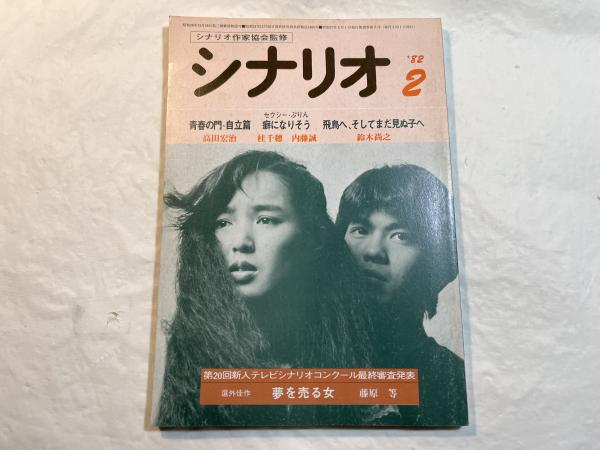 シナリオ作家協会監修
シナリオ
'82
2
セクシー・ぷりん
青春の門・自立篇 癖になりそう 飛鳥へ、そしてまだ見ぬ子へ
高田宏治 桂千穂 内藤誠 鈴木尚之
第20回新人テレビシナリオコンクール最終審査発表
選外佳作 夢を売る女 藤原